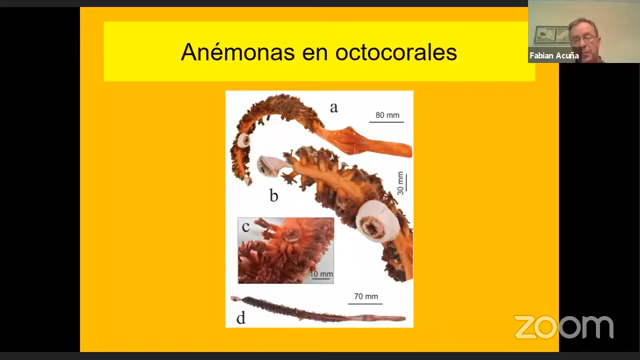 Anémonas en octocorales
Fabian Acuña
a
80 mm
b
30 mm
c
10 mm
70 mm
d
zoom